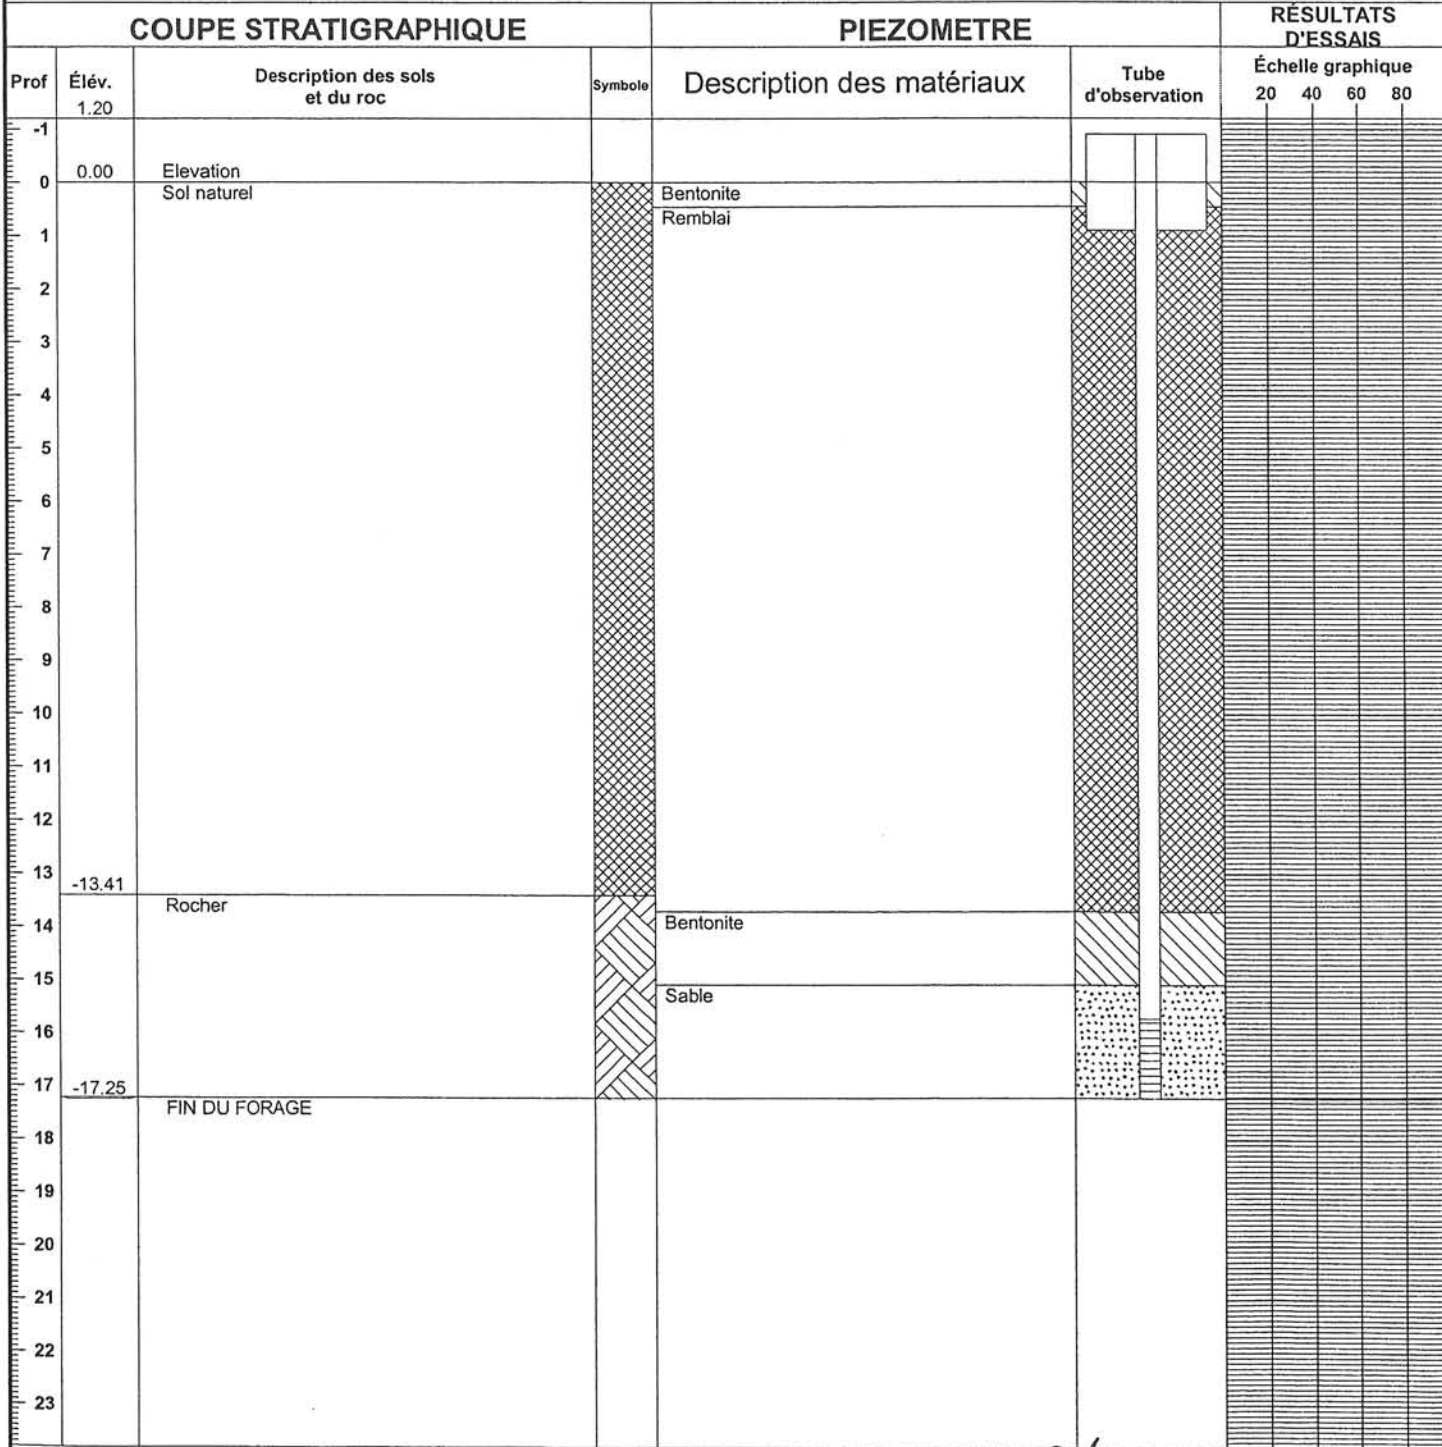 COUPE STRATIGRAPHIQUE
PIEZOMETRE
RÉSULTATS
D'ESSAIS
Prof
Élév.
1.20
Description des sols
et du roc
Symbole
Description des matériaux
Tube
d'observation
Échelle graphique
20 40 60 80
-1
0.00 Elevation
0
Sol naturel
Bentonite
Remblai
1
2
3
4
5
6
7
8
9
10
11
12
13
-13.41
Rocher
14
Bentonite
15
Sable
16
17
-17.25
FIN DU FORAGE
18
19
20
21
22
23